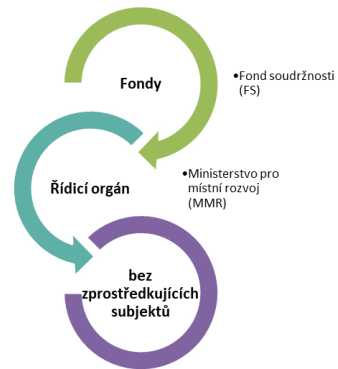 Fondy
•Fond soudržnosti
(FS)
Řídicí orgán
•Ministerstvo pro
místní rozvoj
(MMR)
bez
zprostředkujících
subjektů